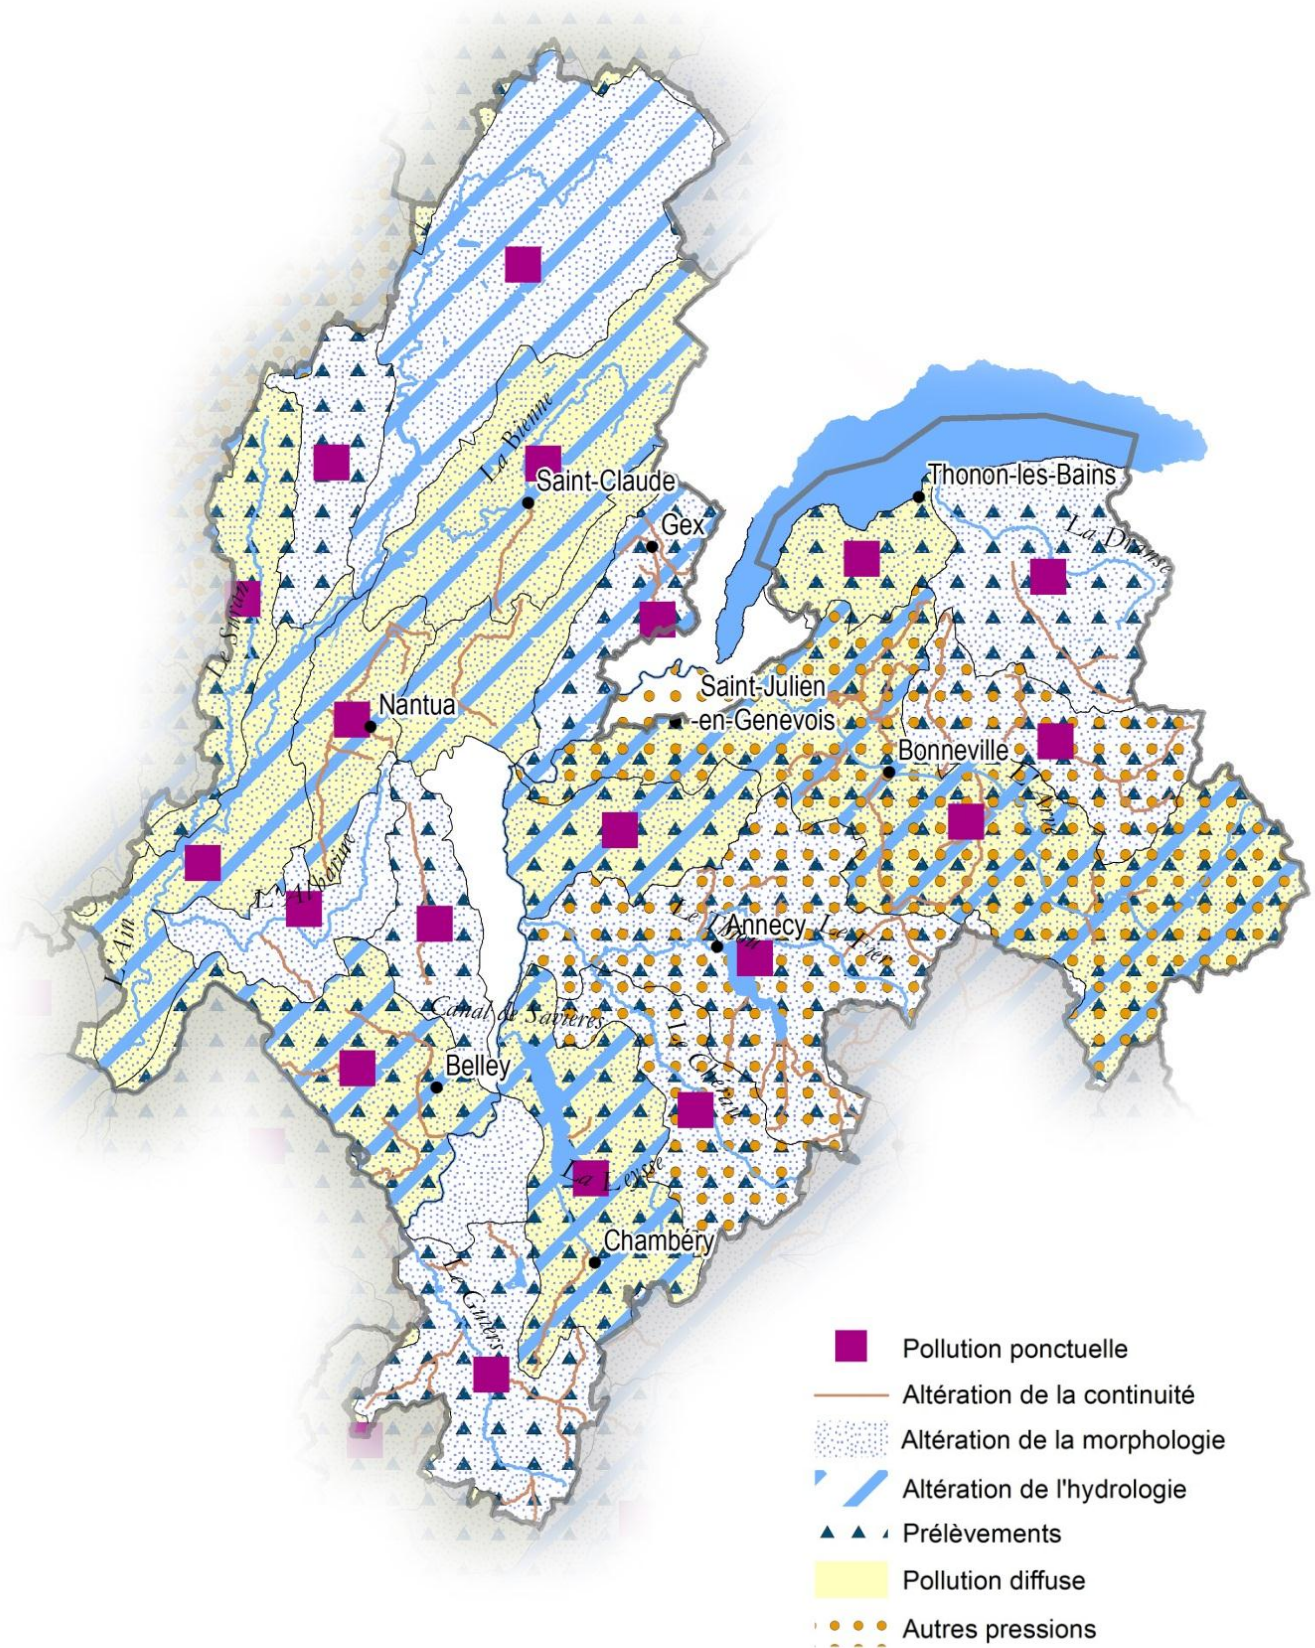 La Bienne
Saint-Claude
Gex
Thonon-les-Bains
La Dranse
Le Suran
Nantua
Saint-Julien
-en-Genevois
Bonneville
L'Arve
L'Albarine
L'Ain
Annecy
Le Fier
Canal de Savières
Le Chéran
Belley
La Leysse
Chambéry
Le Guiers
Pollution ponctuelle
Altération de la continuité
Altération de la morphologie
Altération de l'hydrologie
Prélèvements
Pollution diffuse
Autres pressions